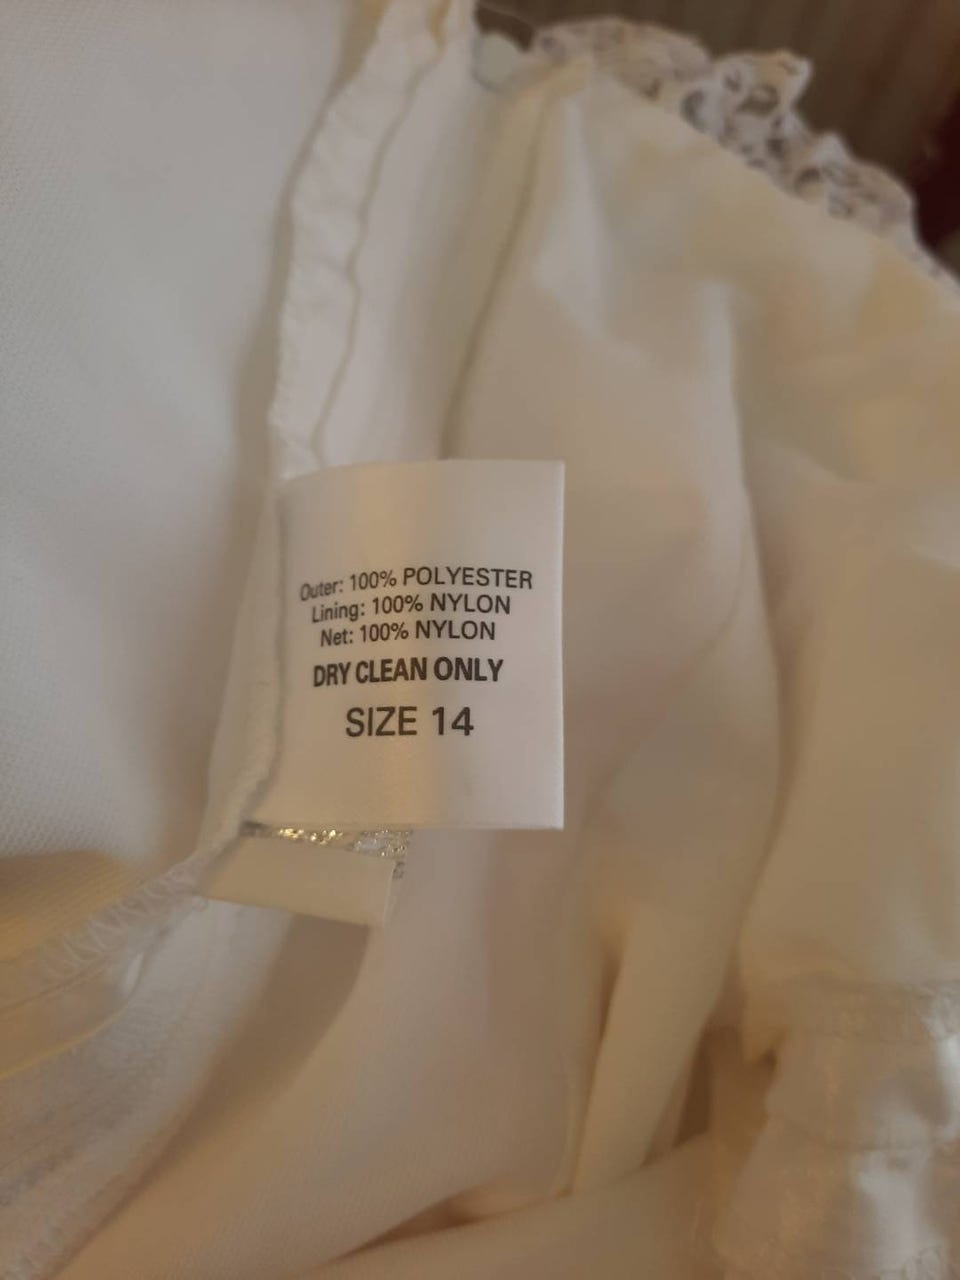 Outer: 100% POLYESTER
Lining: 100% NYLON
Net: 100% NYLON
DRY CLEAN ONLY
SIZE 14